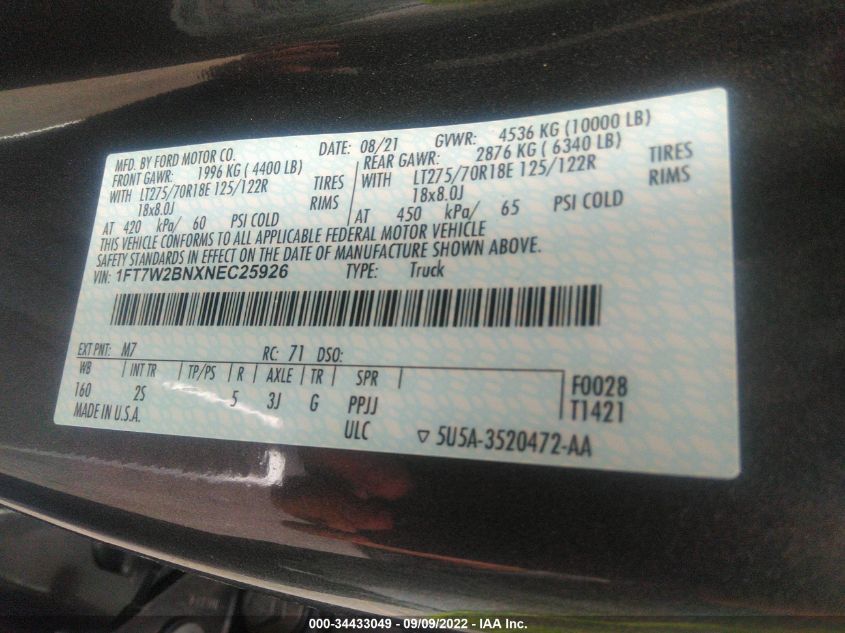 MFD. BY FORD MOTOR CO. DATE: 08/21 GVWR: 4536 KG (10000 LB)
FRONT GAWR: 1996 KG ( 4400 LB) REAR GAWR: 2876 KG ( 6340 LB)
WITH LT275/70R18E 125/122R TIRES WITH LT275/70R18E 125/122R TIRES
18x8.0J RIMS 18x8.0J RIMS
AT 420 kPa/ 60 PSI COLD AT 450 kPa/ 65 PSI COLD
THIS VEHICLE CONFORMS TO ALL APPLICABLE FEDERAL MOTOR VEHICLE
SAFETY STANDARDS IN EFFECT ON THE DATE OF MANUFACTURE SHOWN ABOVE.
VIN: 1FT7W2BNXNEC25926 TYPE: Truck
EXT PNT: M7 RC: 71 DSO:
WB INT TR TP/PS R AXLE TR SPR F0028
160 2S 5 3J G PPJJ T1421
MADE IN U.S.A. ULC ▽ 5U5A-3520472-AA
000-34433049 - 09/09/2022 - IAA Inc.